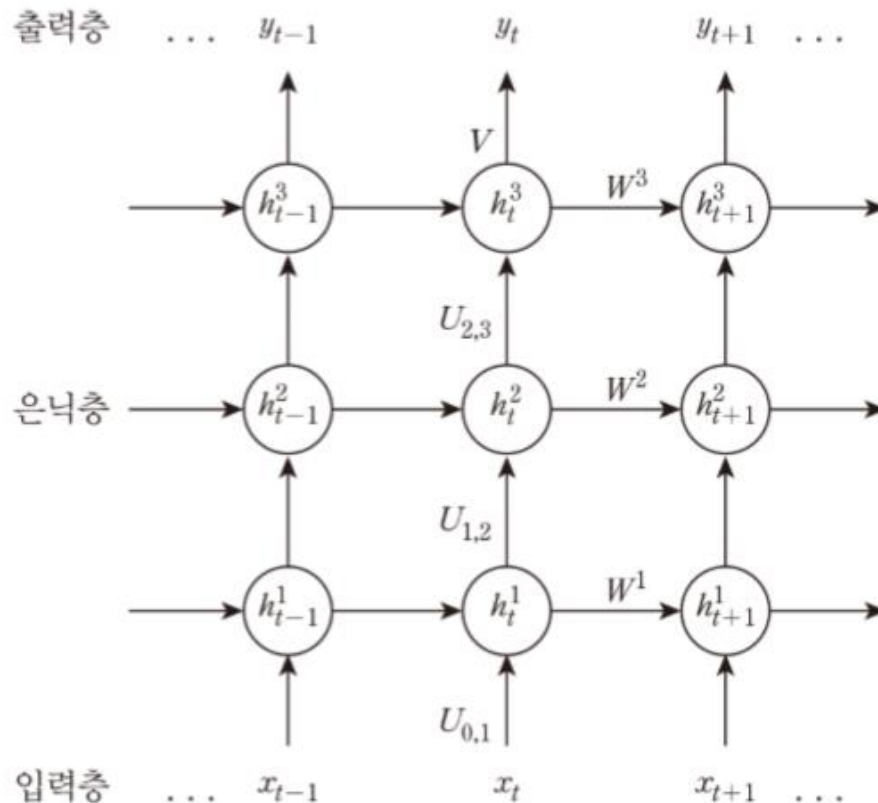 출력층 ... y_{t-1} y_t y_{t+1} ...
V
h^3_{t-1} h^3_t W^3 h^3_{t+1}
U_{2,3}
은닉층 h^2_{t-1} h^2_t W^2 h^2_{t+1}
U_{1,2}
h^1_{t-1} h^1_t W^1 h^1_{t+1}
U_{0,1}
입력층 ... x_{t-1} x_t x_{t+1} ...